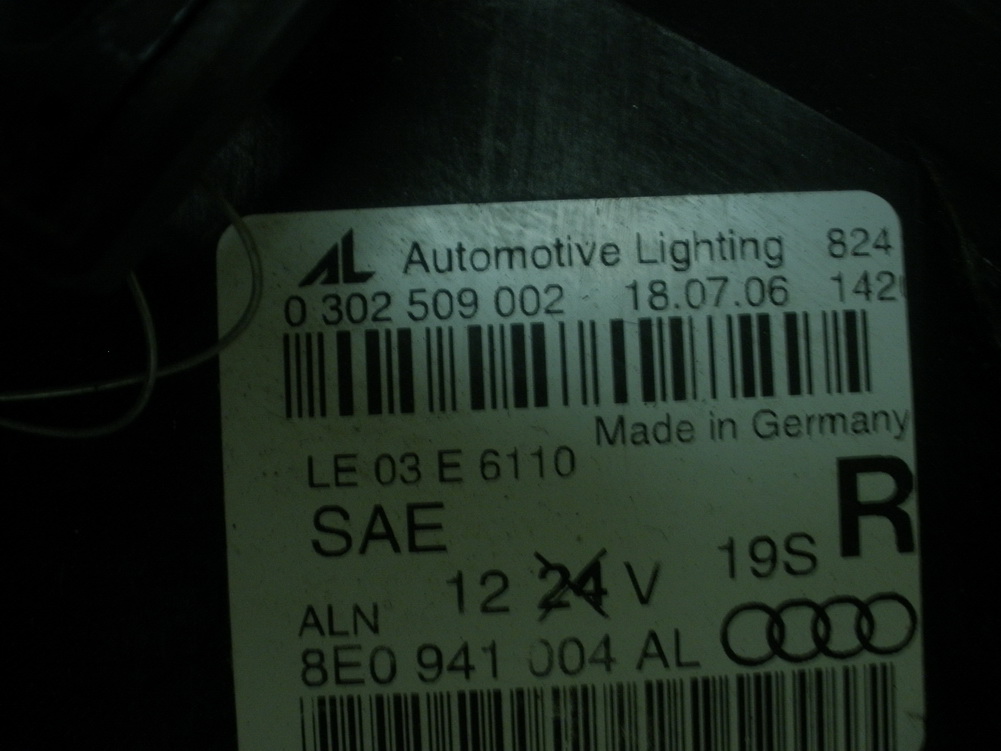 AL Automotive Lighting 824
0 302 509 002 18.07.06 142
Made in Germany
LE 03 E 6110
R
SAE
19S
12 24 V
ALN
8E0 941 004 AL